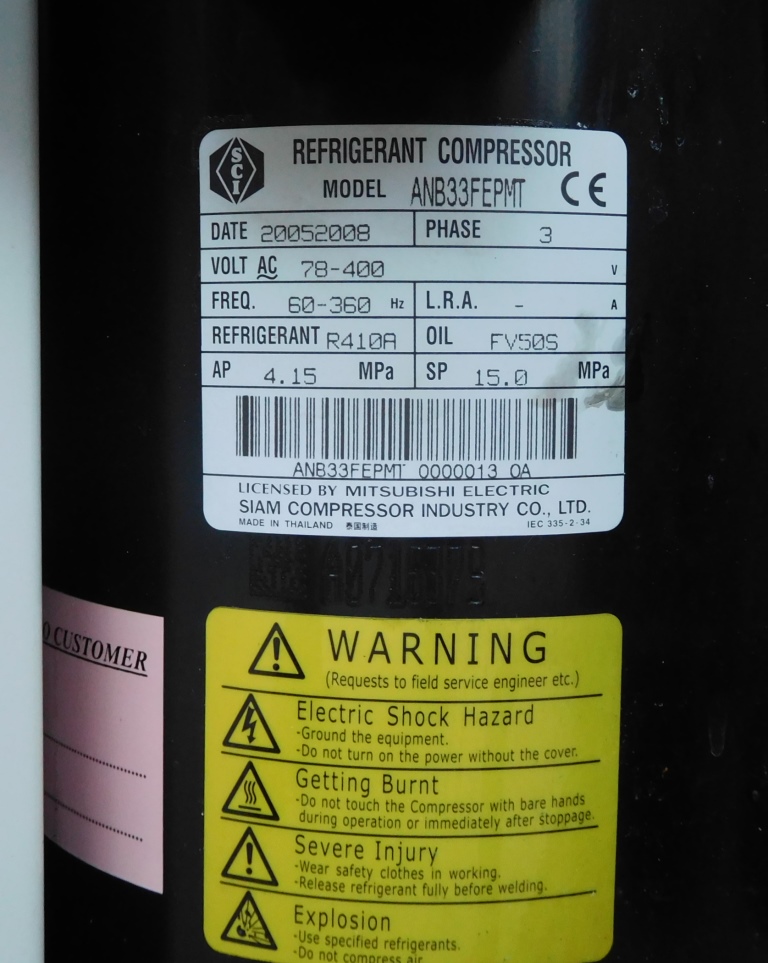 SCI
REFRIGERANT COMPRESSOR
MODEL ANB33FEPMT CE
DATE 20052008 PHASE 3
VOLT AC 78-400 V
FREQ. 60-360 Hz L.R.A. - A
REFRIGERANT R410A OIL FV50S
AP 4.15 MPa SP 15.0 MPa
ANB33FEPMT 0000013 OA
LICENSED BY MITSUBISHI ELECTRIC
SIAM COMPRESSOR INDUSTRY CO., LTD.
MADE IN THAILAND 泰国制造 IEC 335-2-34
O CUSTOMER
WARNING
(Requests to field service engineer etc.)
Electric Shock Hazard
-Ground the equipment.
-Do not turn on the power without the cover.
Getting Burnt
-Do not touch the Compressor with bare hands
during operation or immediately after stoppage.
Severe Injury
-Wear safety clothes in working.
-Release refrigerant fully before welding.
Explosion
-Use specified refrigerants.
-Do not compress air